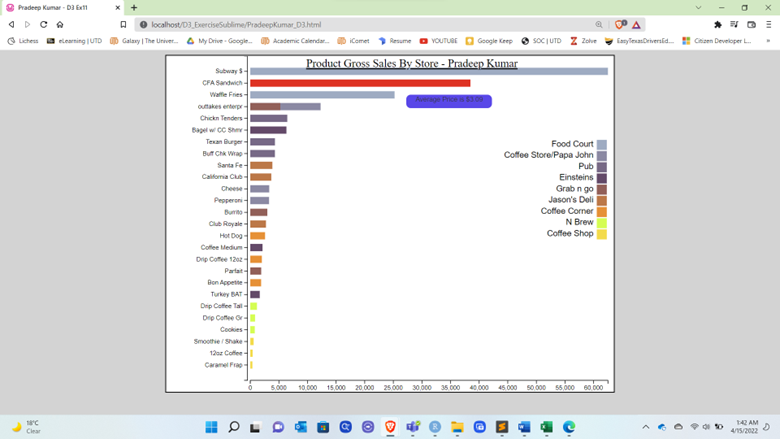 Pradeep Kumar - D3 Ex11
localhost/D3_ExerciseSublime/PradeepKumar_D3.html
Lichess
eLearning | UTD
Galaxy | The Univer...
My Drive - Google...
Academic Calendar...
iComet
Resume
YOUTUBE
Google Keep
SOC | UTD
Zolve
EasyTexasDriversEd...
Citizen Developer L...
Product Gross Sales By Store - Pradeep Kumar
Subway $
CFA Sandwich
Waffle Fries
Average Price is $3.09
outtakes enterpr
Chickn Tenders
Bagel w/ CC Shmr
Texan Burger
Buff Chk Wrap
Santa Fe
California Club
Cheese
Pepperoni
Burrito
Club Royale
Hot Dog
Coffee Medium
Drip Coffee 12oz
Parfait
Bon Appetite
Turkey BAT
Drip Coffee Tall
Drip Coffee Gr
Cookies
Smoothie / Shake
12oz Coffee
Caramel Frap
Food Court
Coffee Store/Papa John
Pub
Einsteins
Grab n go
Jason's Deli
Coffee Corner
N Brew
Coffee Shop
0 5,000 10,000 15,000 20,000 25,000 30,000 35,000 40,000 45,000 50,000 55,000 60,000
18°C
Clear
1:42 AM
4/15/2022